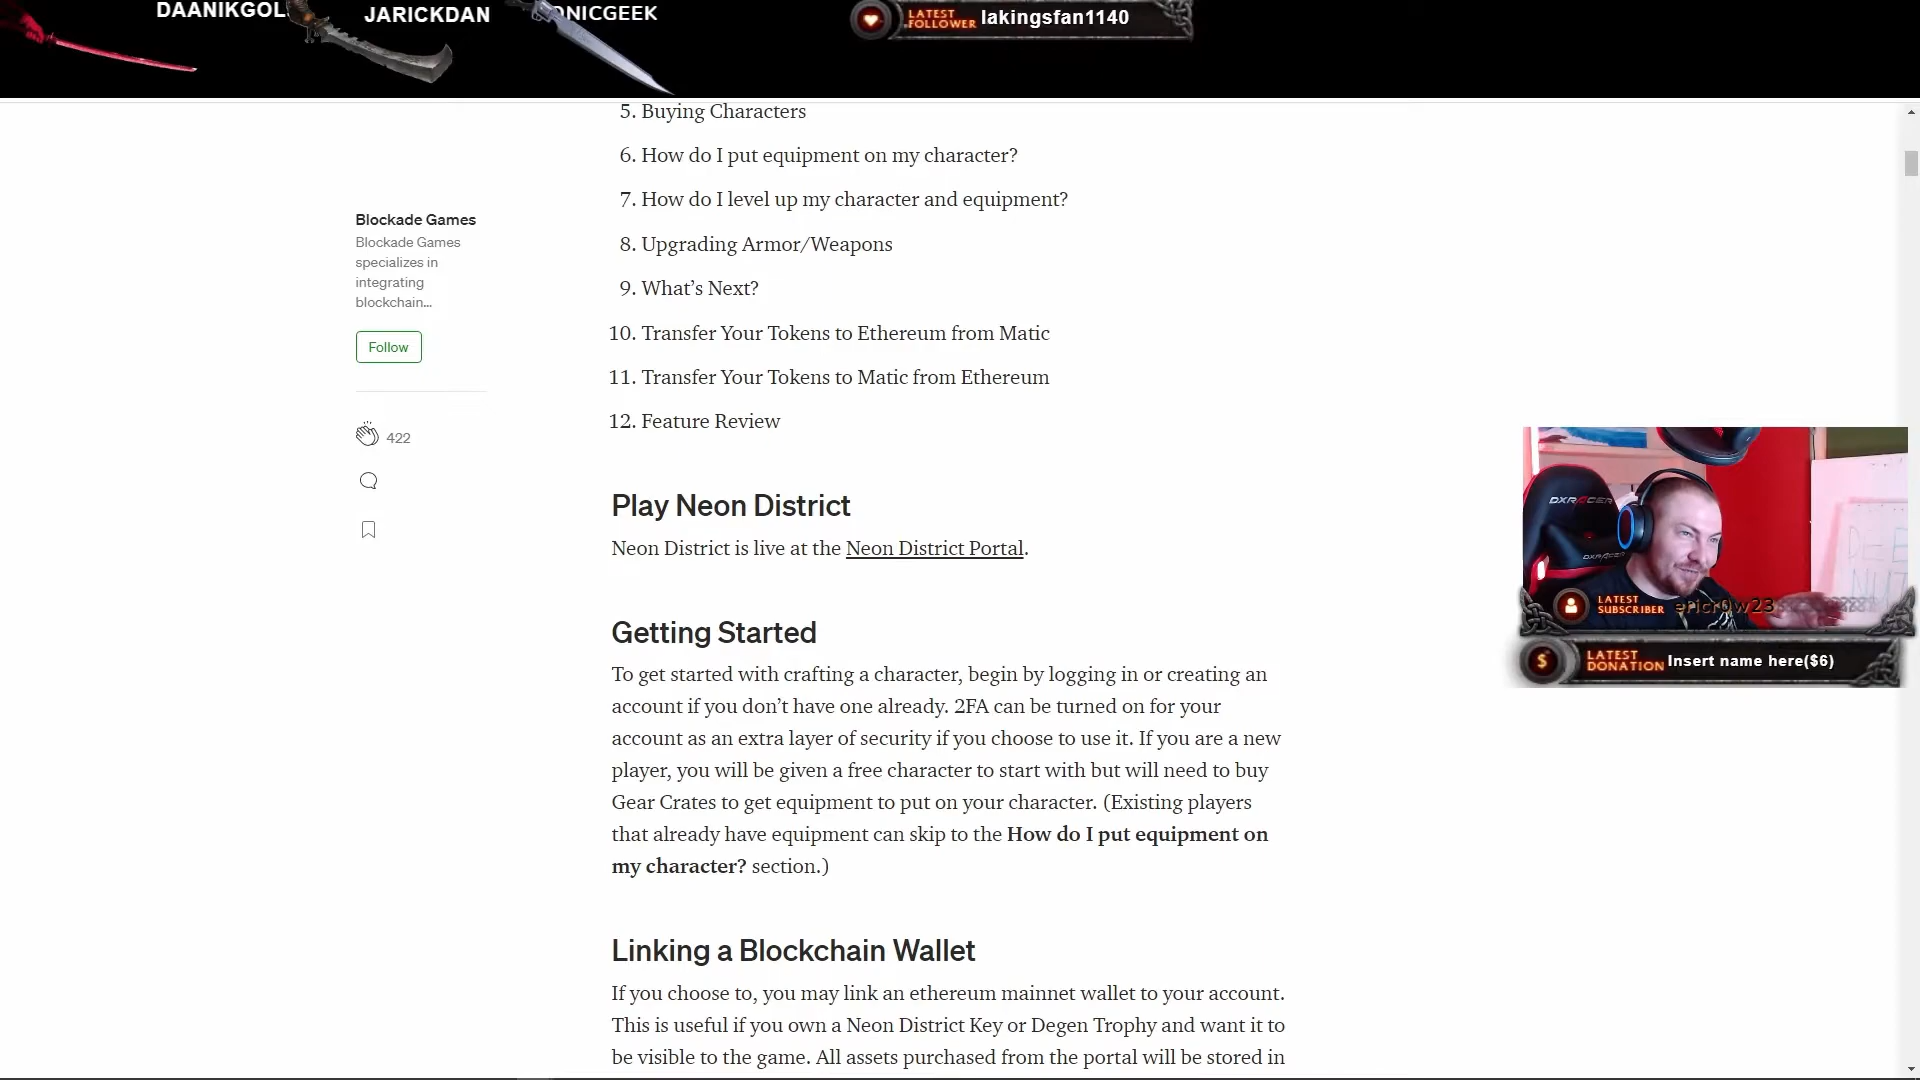 DAANIKGOL
JARICKDAN
ONICGEEK
LATEST
FOLLOWER
lakingsfan1140
5. Buying Characters
6. How do I put equipment on my character?
7. How do I level up my character and equipment?
8. Upgrading Armor/Weapons
9. What’s Next?
10. Transfer Your Tokens to Ethereum from Matic
11. Transfer Your Tokens to Matic from Ethereum
12. Feature Review
Blockade Games
Blockade Games
specializes in
integrating
blockchain...
Follow
422
Play Neon District
Neon District is live at the Neon District Portal.
Getting Started
To get started with crafting a character, begin by logging in or creating an
account if you don’t have one already. 2FA can be turned on for your
account as an extra layer of security if you choose to use it. If you are a new
player, you will be given a free character to start with but will need to buy
Gear Crates to get equipment to put on your character. (Existing players
that already have equipment can skip to the How do I put equipment on
my character? section.)
Linking a Blockchain Wallet
If you choose to, you may link an ethereum mainnet wallet to your account.
This is useful if you own a Neon District Key or Degen Trophy and want it to
be visible to the game. All assets purchased from the portal will be stored in
DXRACER
DXRACER
LATEST
SUBSCRIBER
ericr0w23
LATEST
DONATION
Insert name here($6)
$